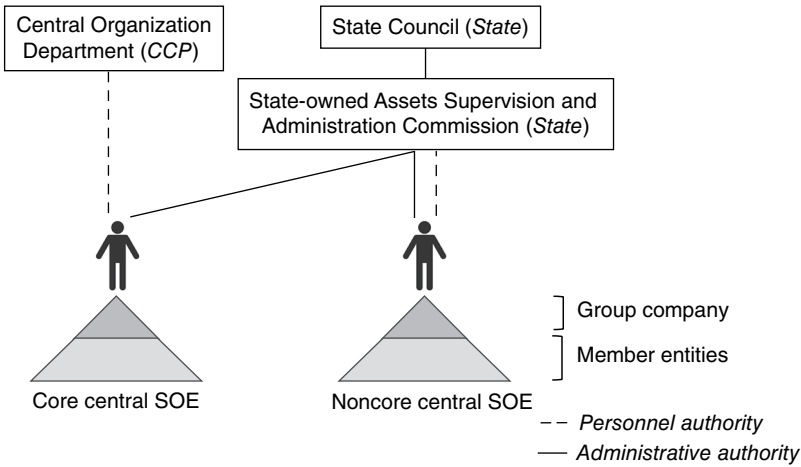 Central Organization
Department (CCP)
State Council (State)
State-owned Assets Supervision and
Administration Commission (State)
Group company
Member entities
Core central SOE
Noncore central SOE
Personnel authority
Administrative authority